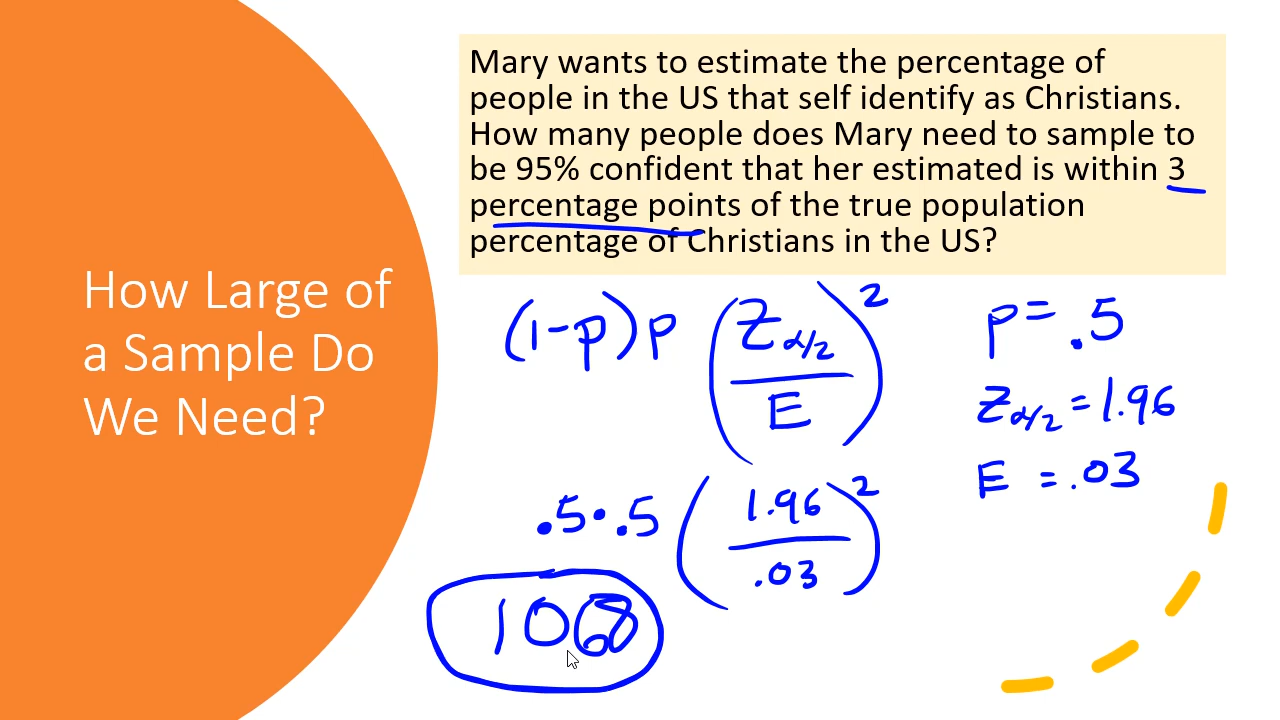 How Large of
a Sample Do
We Need?
Mary wants to estimate the percentage of
people in the US that self identify as Christians.
How many people does Mary need to sample to
be 95% confident that her estimated is within 3
percentage points of the true population
percentage of Christians in the US?
(1-p)p (Zα/2 / E)²
p = .5
Zα/2 = 1.96
E = .03
.5 · .5 (1.96 / .03)²
1068